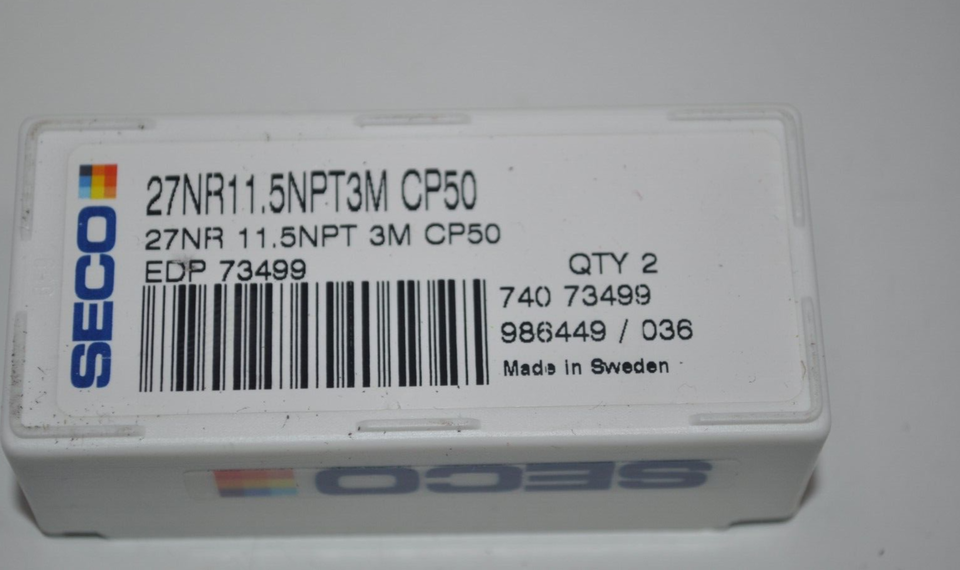 SECO
27NR11.5NPT3M CP50
27NR 11.5NPT 3M CP50
EDP 73499
QTY 2
740 73499
986449 / 036
Made in Sweden
SECO